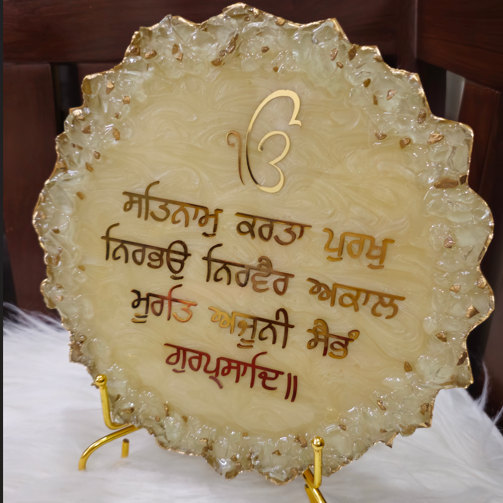 ੴ
ਸਤਿਨਾਮੁ ਕਰਤਾ ਪੁਰਖੁ
ਨਿਰਭਉ ਨਿਰਵੈਰ ਅਕਾਲ
ਮੁਰਤਿ ਅਜੂਨੀ ਸੈਭੰ
ਗੁਰਪ੍ਰਸਾਦਿ॥